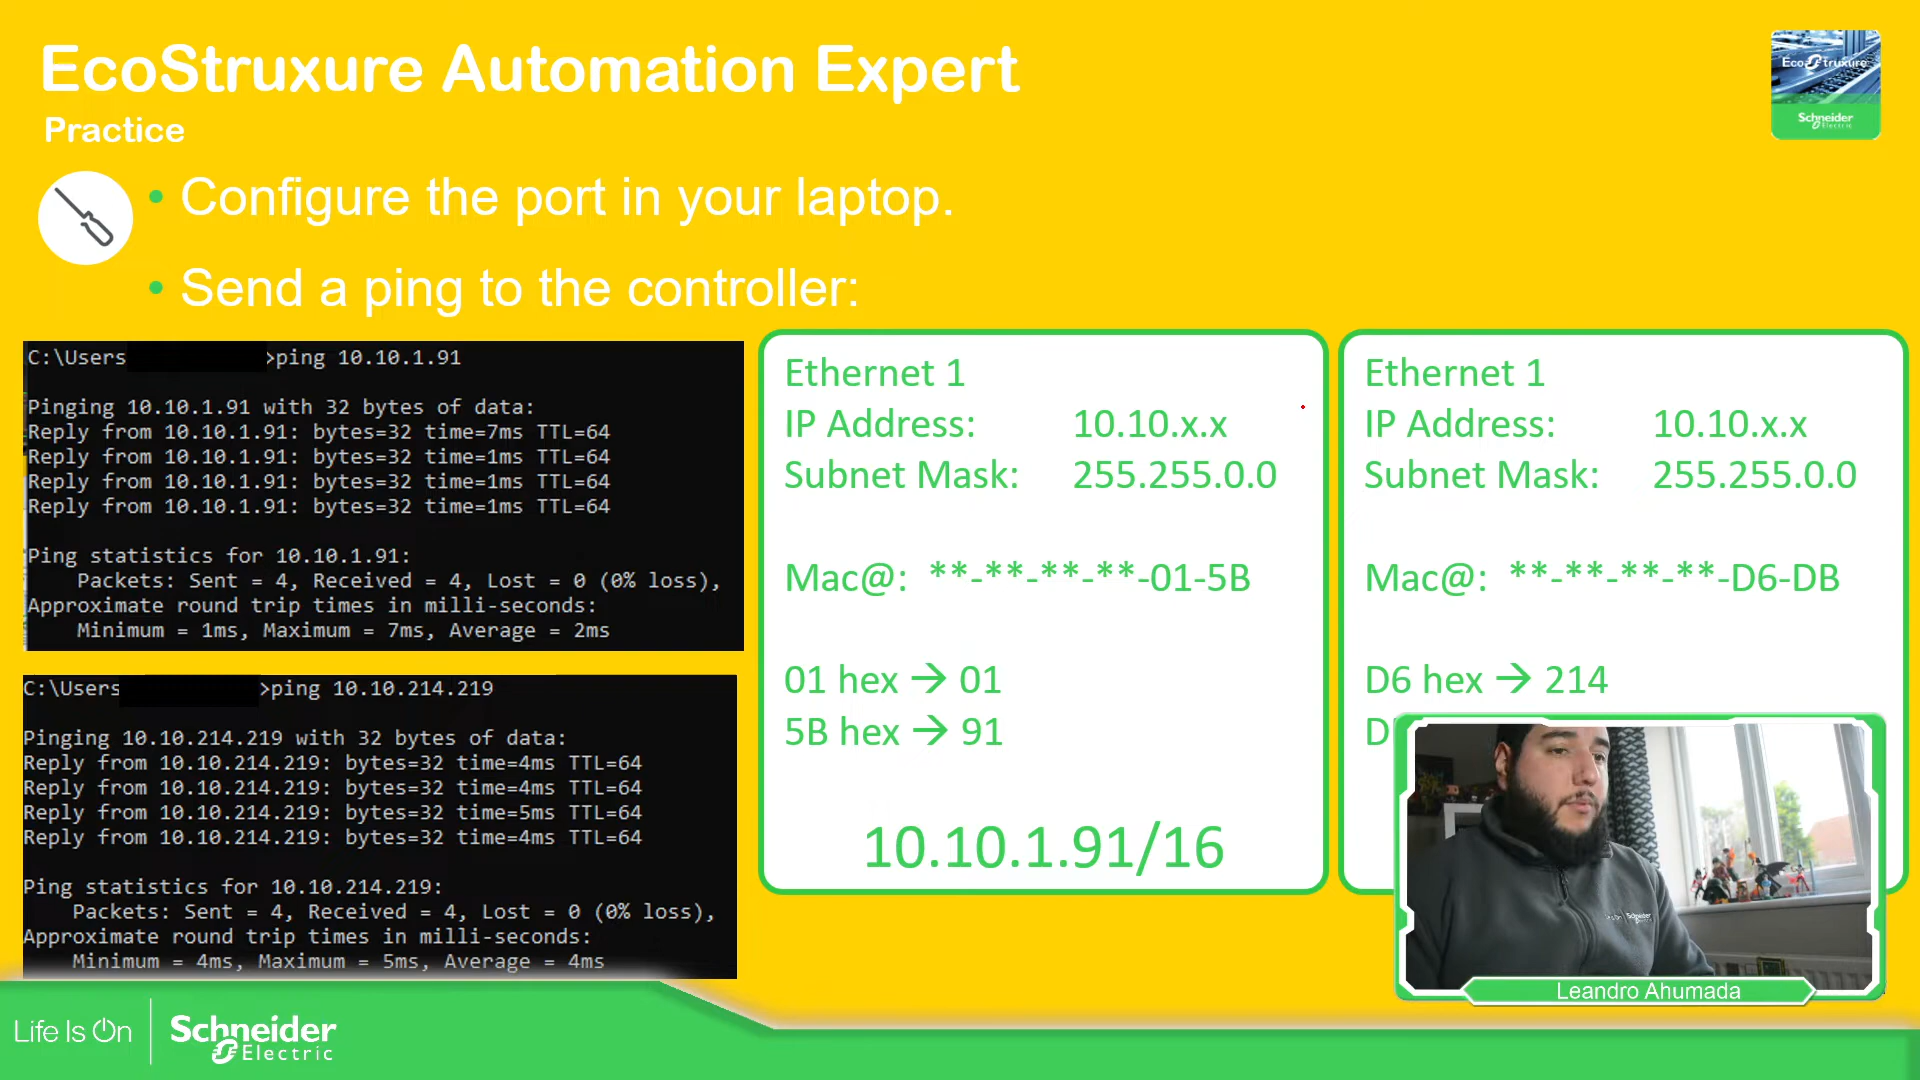 EcoStruxure Automation Expert
Practice
EcoStruxure
Schneider
Electric
• Configure the port in your laptop.
• Send a ping to the controller:
C:\Users >ping 10.10.1.91
Pinging 10.10.1.91 with 32 bytes of data:
Reply from 10.10.1.91: bytes=32 time=7ms TTL=64
Reply from 10.10.1.91: bytes=32 time=1ms TTL=64
Reply from 10.10.1.91: bytes=32 time=1ms TTL=64
Reply from 10.10.1.91: bytes=32 time=1ms TTL=64
Ping statistics for 10.10.1.91:
Packets: Sent = 4, Received = 4, Lost = 0 (0% loss),
Approximate round trip times in milli-seconds:
Minimum = 1ms, Maximum = 7ms, Average = 2ms
C:\Users >ping 10.10.214.219
Pinging 10.10.214.219 with 32 bytes of data:
Reply from 10.10.214.219: bytes=32 time=4ms TTL=64
Reply from 10.10.214.219: bytes=32 time=4ms TTL=64
Reply from 10.10.214.219: bytes=32 time=5ms TTL=64
Reply from 10.10.214.219: bytes=32 time=4ms TTL=64
Ping statistics for 10.10.214.219:
Packets: Sent = 4, Received = 4, Lost = 0 (0% loss),
Approximate round trip times in milli-seconds:
Minimum = 4ms, Maximum = 5ms, Average = 4ms
Ethernet 1
IP Address: 10.10.x.x
Subnet Mask: 255.255.0.0
Mac@: **-**-**-**-01-5B
01 hex → 01
5B hex → 91
10.10.1.91/16
Ethernet 1
IP Address: 10.10.x.x
Subnet Mask: 255.255.0.0
Mac@: **-**-**-**-D6-DB
D6 hex → 214
D
Schneider
Leandro Ahumada
Life Is On
Schneider
Electric